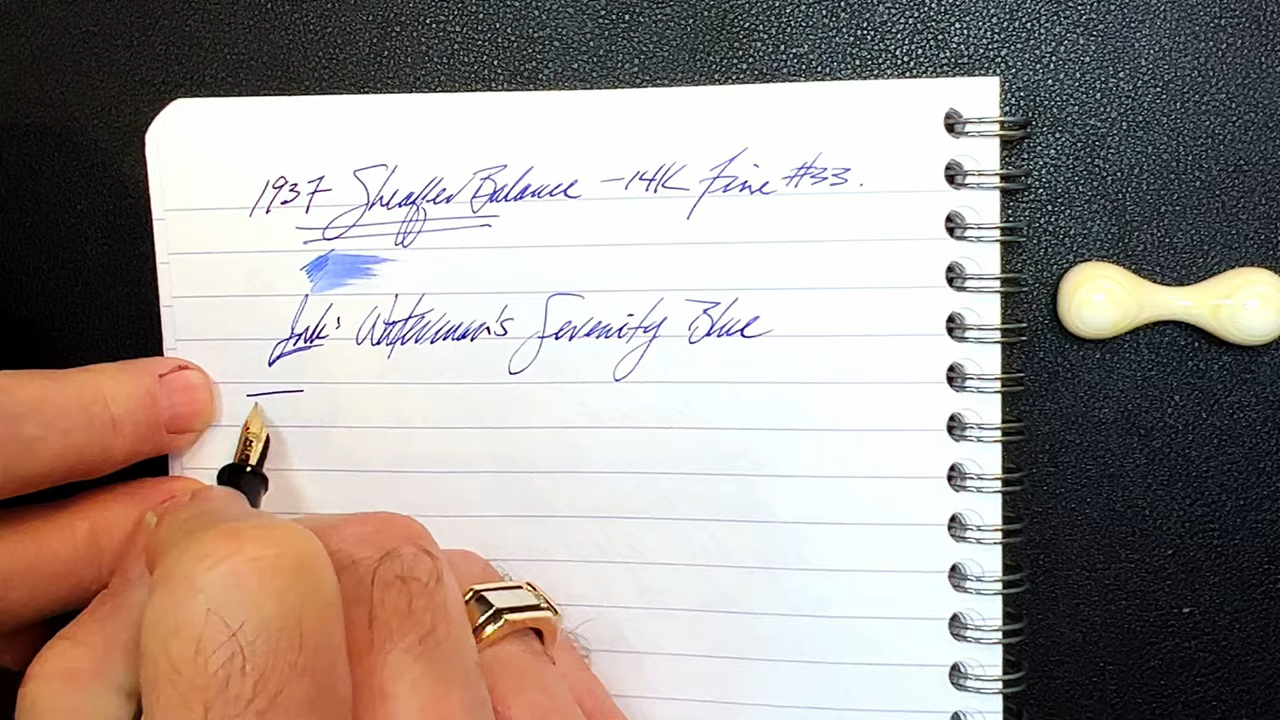 1937 Sheaffer Balance - 14K Fine #33.
Ink: Waterman's Serenity Blue